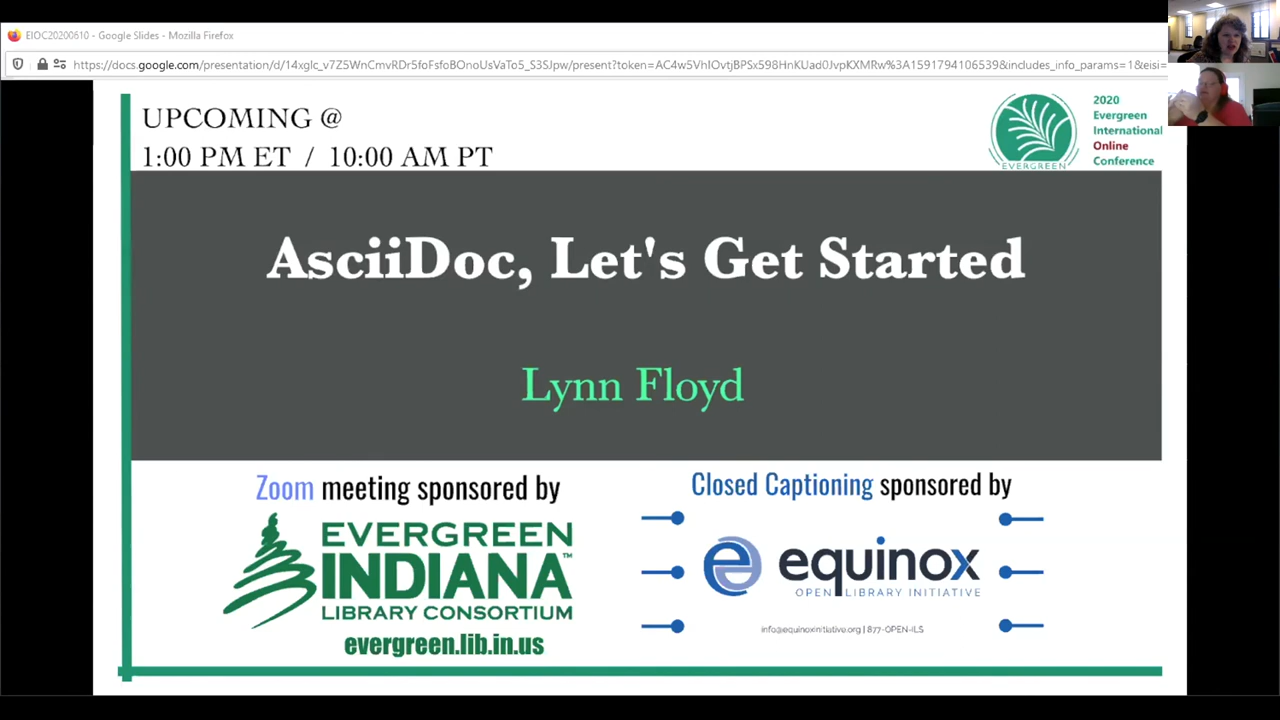 EIOC20200610 - Google Slides - Mozilla Firefox
https://docs.google.com/presentation/d/14xglc_v7Z5WnCmvRDr5foFsfoBOnoUsVaTo5_S3SJpw/present?token=AC4w5VhIOvtjBPSx598HnKUad0JvpKXMRw%3A1591794106539&includes_info_params=1&eisi=
UPCOMING @
1:00 PM ET / 10:00 AM PT
EVERGREEN
2020
Evergreen
International
Online
Conference
AsciiDoc, Let's Get Started
Lynn Floyd
Zoom meeting sponsored by
EVERGREEN
INDIANA™
LIBRARY CONSORTIUM
evergreen.lib.in.us
Closed Captioning sponsored by
equinox
OPEN LIBRARY INITIATIVE
info@equinoxinitiative.org | 877-OPEN-ILS